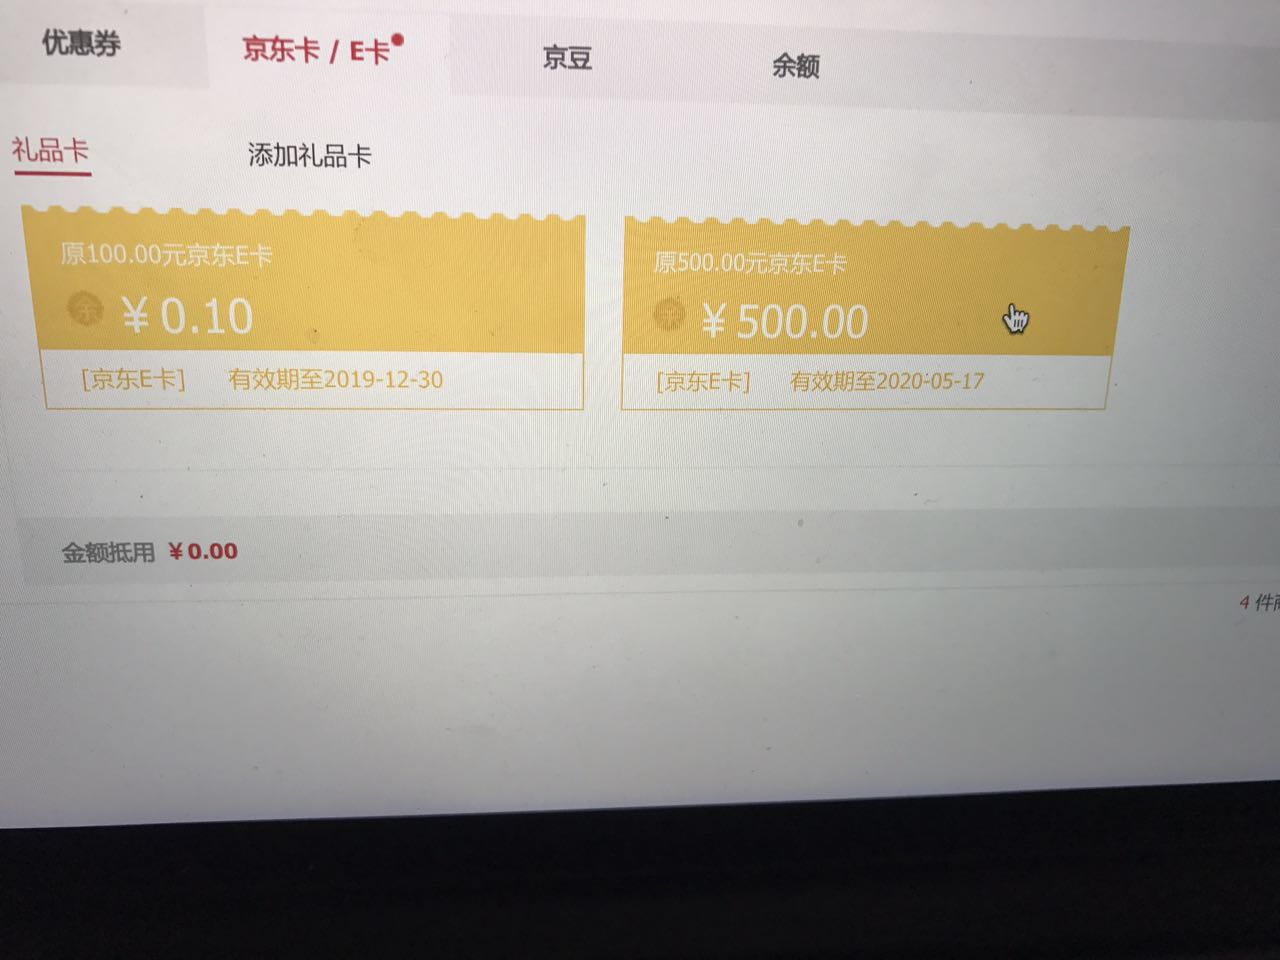 优惠券 京东卡 / E卡 京豆 余额
礼品卡 添加礼品卡
原100.00元京东E卡
余 ¥0.10
[京东E卡] 有效期至2019-12-30
原500.00元京东E卡
余 ¥500.00
[京东E卡] 有效期至2020-05-17
金额抵用 ¥0.00
4 件